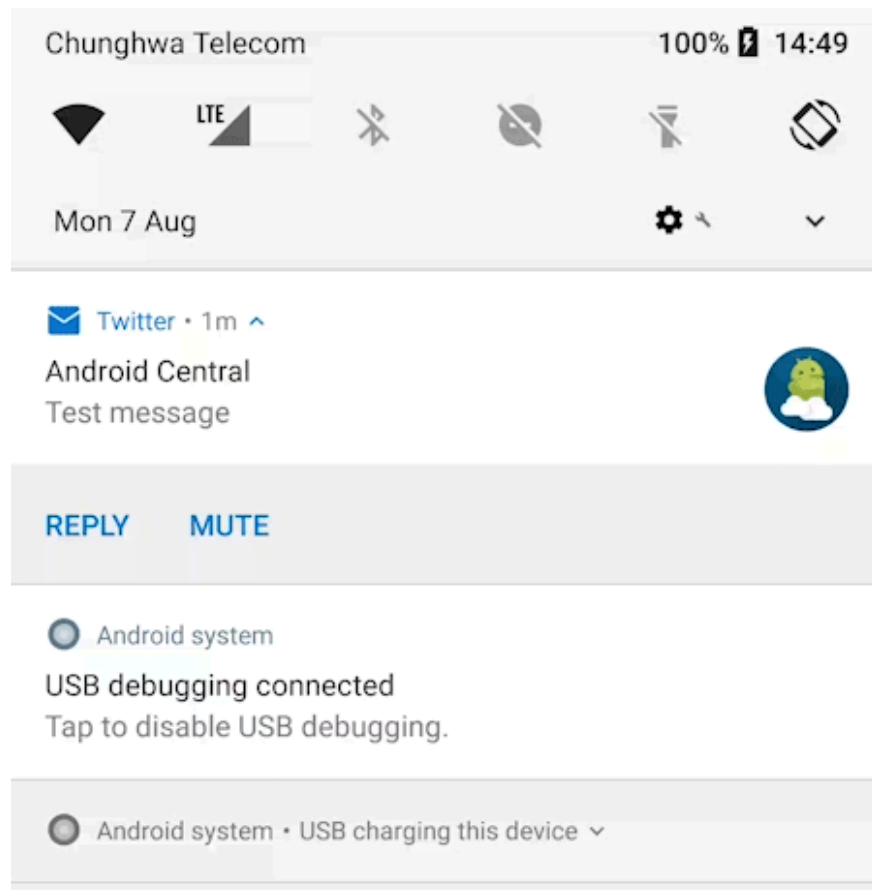 Chunghwa Telecom 100% 14:49
LTE
Mon 7 Aug
Twitter • 1m
Android Central
Test message
REPLY MUTE
Android system
USB debugging connected
Tap to disable USB debugging.
Android system • USB charging this device